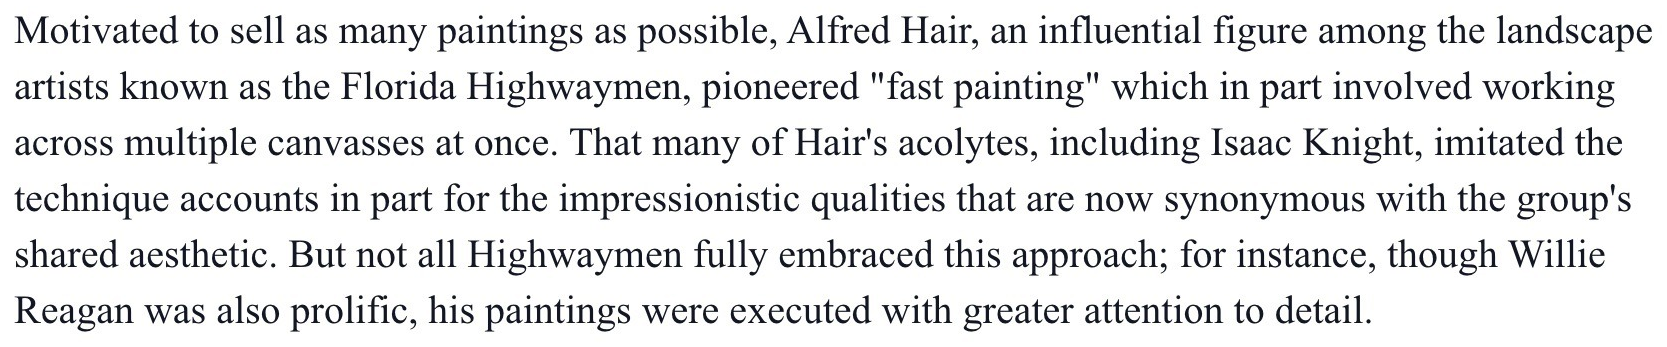 Motivated to sell as many paintings as possible, Alfred Hair, an influential figure among the landscape
artists known as the Florida Highwaymen, pioneered "fast painting" which in part involved working
across multiple canvasses at once. That many of Hair's acolytes, including Isaac Knight, imitated the
technique accounts in part for the impressionistic qualities that are now synonymous with the group's
shared aesthetic. But not all Highwaymen fully embraced this approach; for instance, though Willie
Reagan was also prolific, his paintings were executed with greater attention to detail.